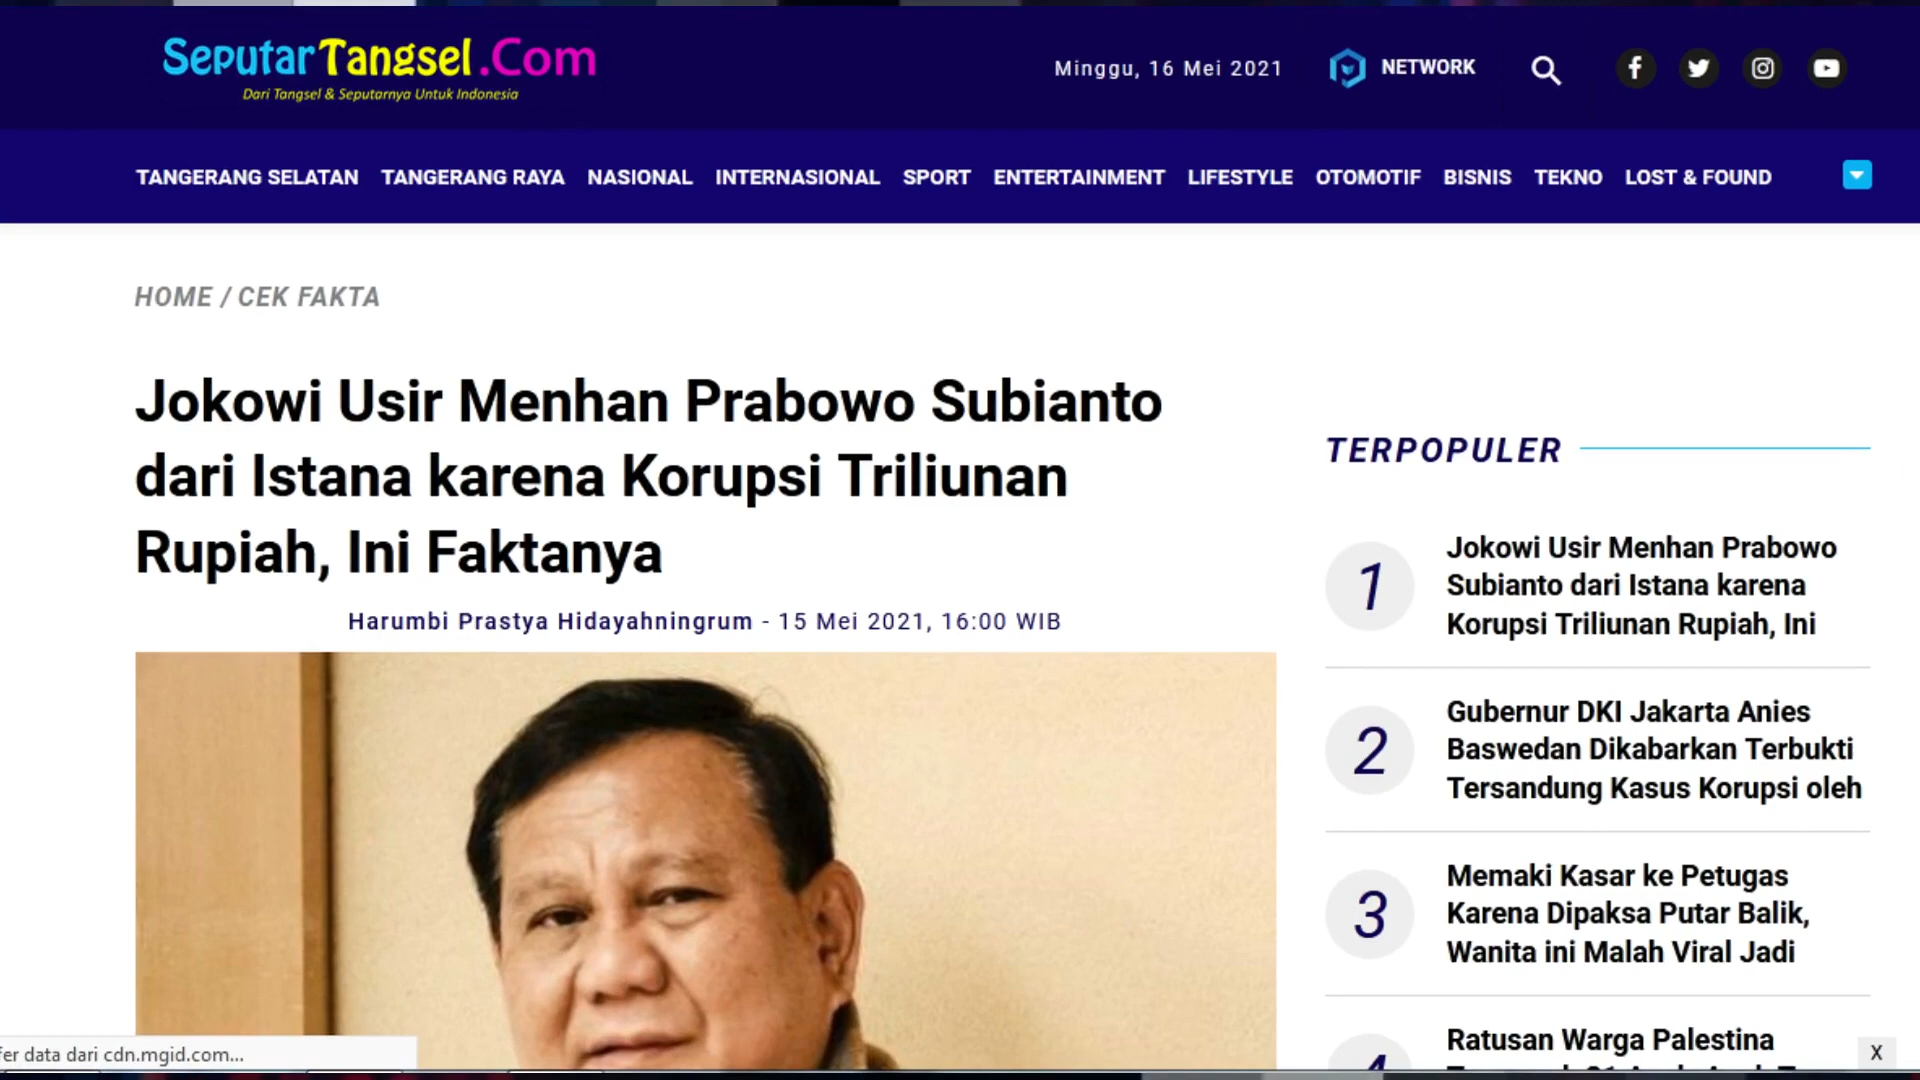 SeputarTangsel.Com
Dari Tangsel & Seputarnya Untuk Indonesia
Minggu, 16 Mei 2021
NETWORK
TANGERANG SELATAN TANGERANG RAYA NASIONAL INTERNASIONAL SPORT ENTERTAINMENT LIFESTYLE OTOMOTIF BISNIS TEKNO LOST & FOUND
HOME / CEK FAKTA
Jokowi Usir Menhan Prabowo Subianto
dari Istana karena Korupsi Triliunan
Rupiah, Ini Faktanya
Harumbi Prastya Hidayahningrum - 15 Mei 2021, 16:00 WIB
TERPOPULER
1
Jokowi Usir Menhan Prabowo
Subianto dari Istana karena
Korupsi Triliunan Rupiah, Ini
2
Gubernur DKI Jakarta Anies
Baswedan Dikabarkan Terbukti
Tersandung Kasus Korupsi oleh
3
Memaki Kasar ke Petugas
Karena Dipaksa Putar Balik,
Wanita ini Malah Viral Jadi
4
Ratusan Warga Palestina
fer data dari cdn.mgid.com...
X